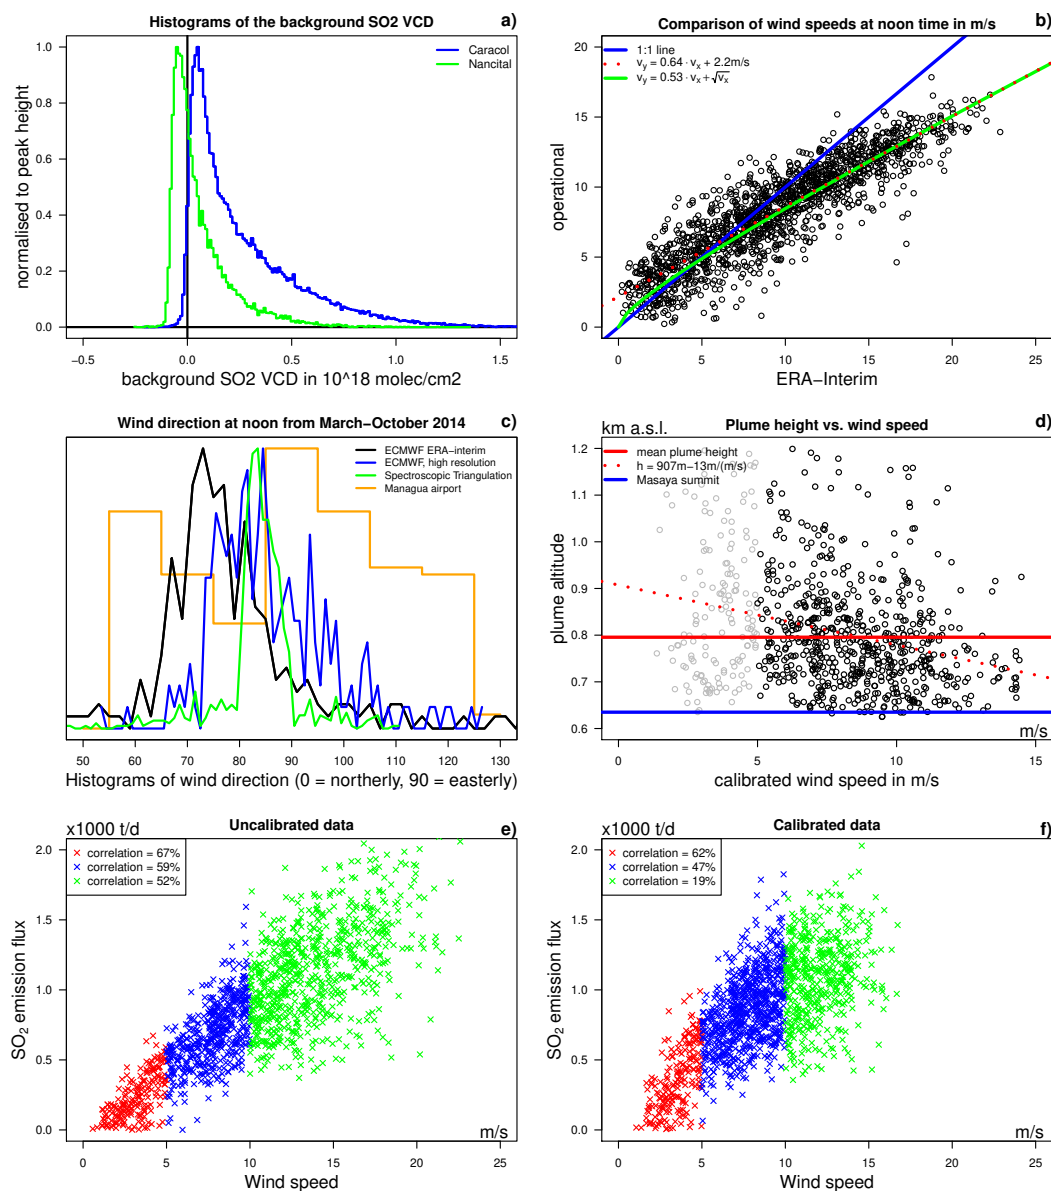 Histograms of the background SO2 VCD
a)
Caracol
Nancital
normalised to peak height
1.0
0.8
0.6
0.4
0.2
0.0
−0.5
0.0
0.5
1.0
1.5
background SO2 VCD in 10^18 molec/cm2
Comparison of wind speeds at noon time in m/s
b)
1:1 line
v_y = 0.64 · v_x + 2.2m/s
v_y = 0.53 · v_x + √v_x
operational
20
15
10
5
0
0
5
10
15
20
25
ERA−Interim
Wind direction at noon from March−October 2014
c)
ECMWF ERA−interim
ECMWF, high resolution
Spectroscopic Triangulation
Managua airport
50
60
70
80
90
100
110
120
130
Histograms of wind direction (0 = northerly, 90 = easterly)
km a.s.l.
Plume height vs. wind speed
d)
mean plume height
h = 907m−13m/(m/s)
Masaya summit
plume altitude
1.2
1.1
1.0
0.9
0.8
0.7
0.6
m/s
0
5
10
15
calibrated wind speed in m/s
x1000 t/d
Uncalibrated data
e)
correlation = 67%
correlation = 59%
correlation = 52%
SO₂ emission flux
2.0
1.5
1.0
0.5
0.0
m/s
0
5
10
15
20
25
Wind speed
x1000 t/d
Calibrated data
f)
correlation = 62%
correlation = 47%
correlation = 19%
SO₂ emission flux
2.0
1.5
1.0
0.5
0.0
m/s
0
5
10
15
20
25
Wind speed